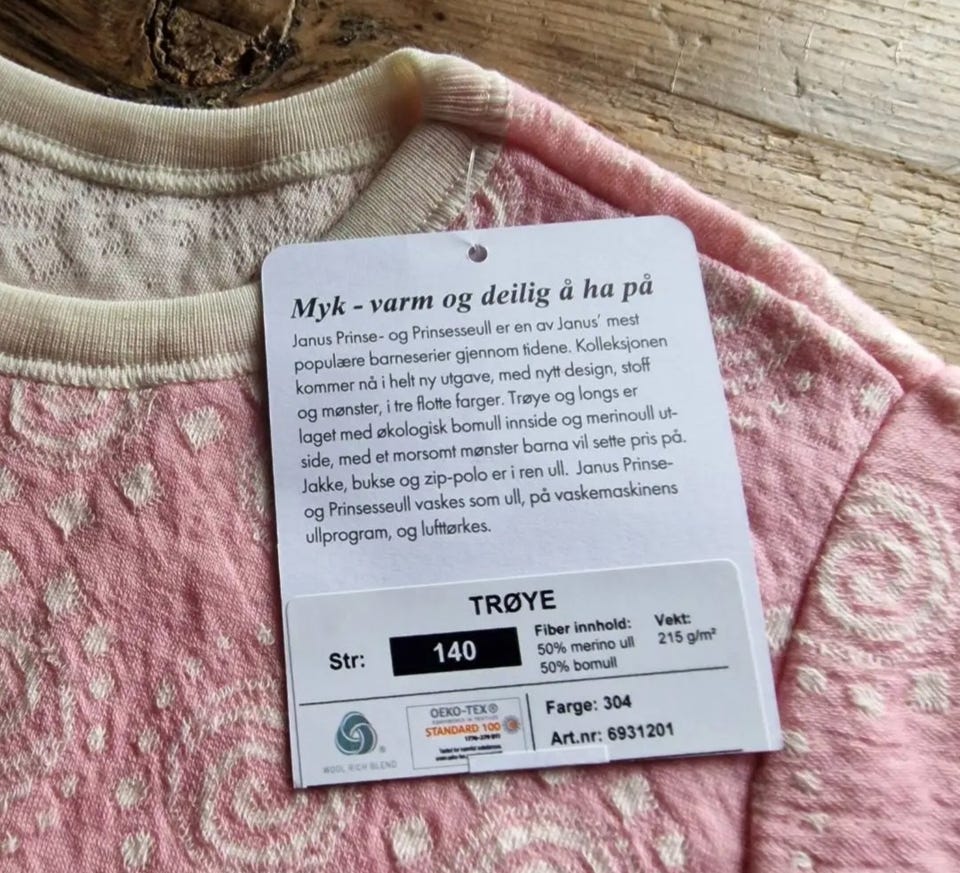 Myk - varm og deilig å ha på
Janus Prinse- og Prinsesseull er en av Janus' mest
populære barneserier gjennom tidene. Kolleksjonen
kommer nå i helt ny utgave, med nytt design, stoff
og mønster, i tre flotte farger. Trøye og longs er
laget med økologisk bomull innside og merinoull ut-
side, med et morsomt mønster barna vil sette pris på.
Jakke, bukse og zip-polo er i ren ull. Janus Prinse-
og Prinsesseull vaskes som ull, på vaskemaskinens
ullprogram, og lufttørkes.
TRØYE
Str: 140
Fiber innhold:
50% merino ull
50% bomull
Vekt:
215 g/m²
WOOL RICH BLEND
OEKO-TEX®
STANDARD 100
Tested for harmful substances.
Farge: 304
Art.nr: 6931201